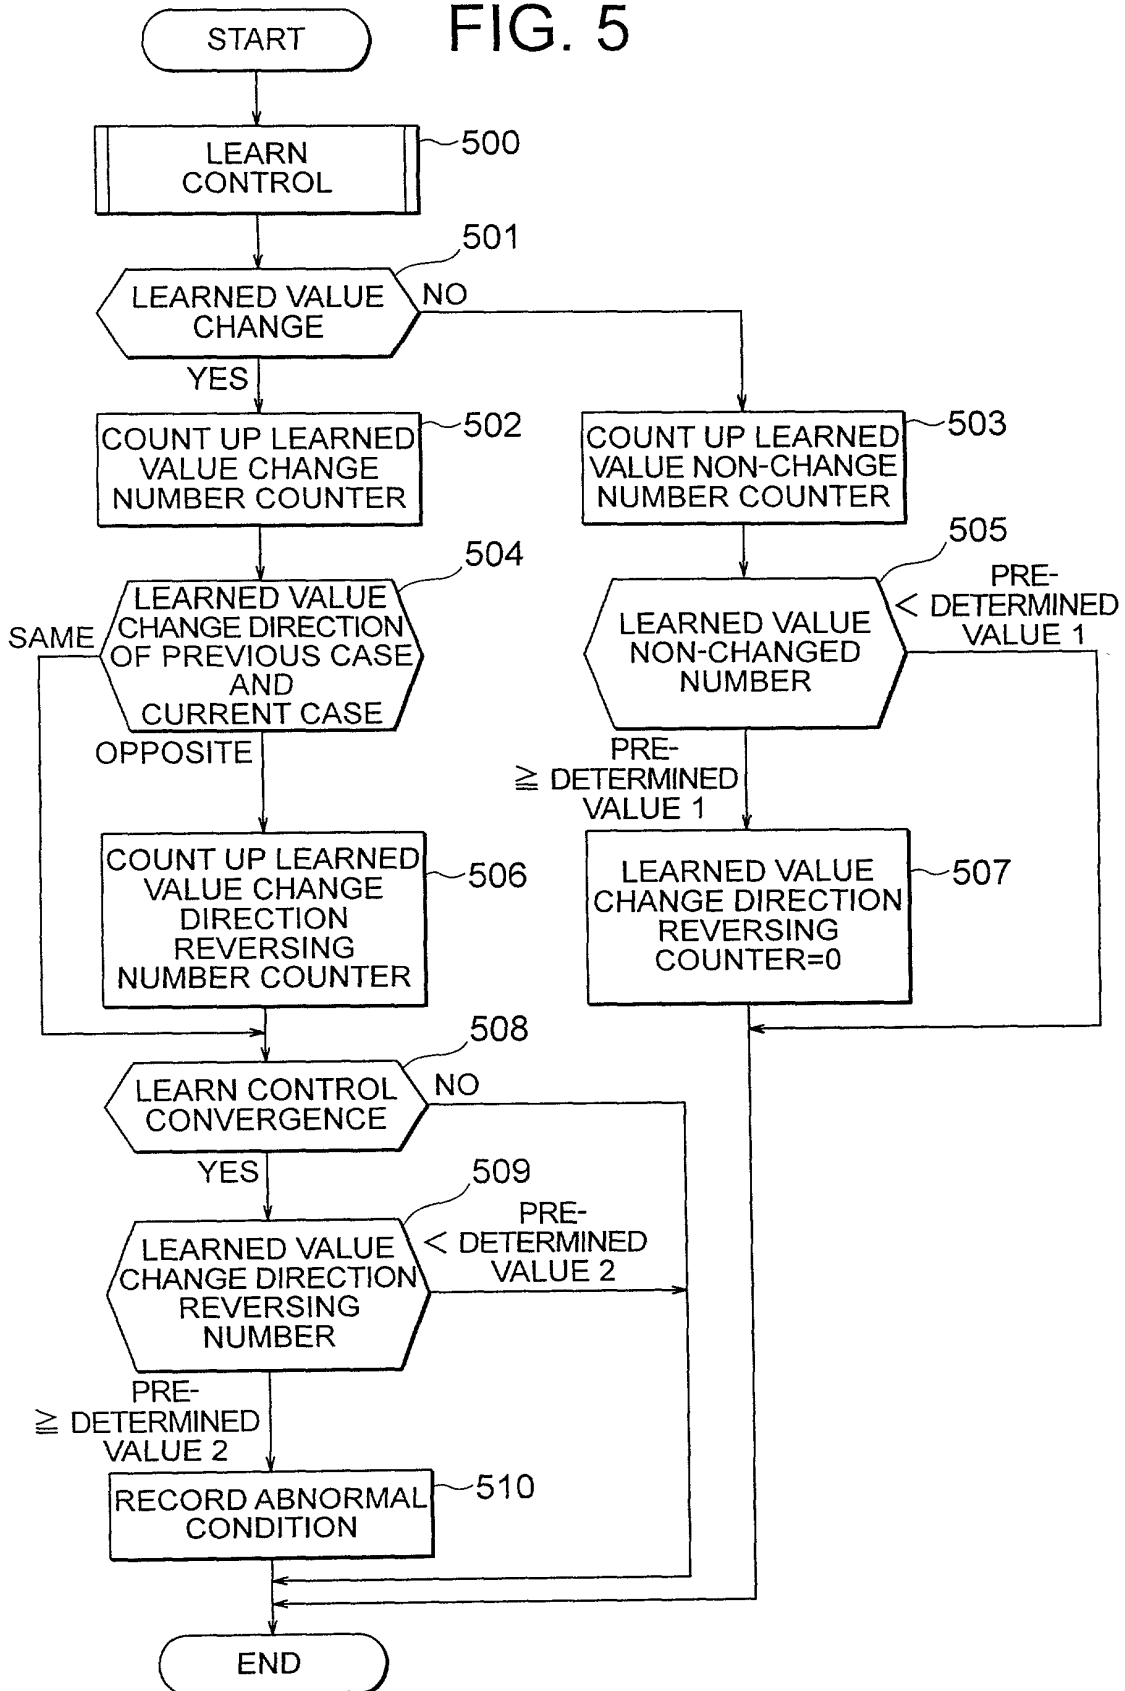 FIG. 5
START
LEARN
CONTROL
500
501
LEARNED VALUE
CHANGE
NO
YES
COUNT UP LEARNED
VALUE CHANGE
NUMBER COUNTER
502
COUNT UP LEARNED
VALUE NON-CHANGE
NUMBER COUNTER
503
504
LEARNED VALUE
CHANGE DIRECTION
OF PREVIOUS CASE
AND
CURRENT CASE
SAME
OPPOSITE
505
LEARNED VALUE
NON-CHANGED
NUMBER
PRE-
< DETERMINED
VALUE 1
PRE-
≧ DETERMINED
VALUE 1
COUNT UP LEARNED
VALUE CHANGE
DIRECTION
REVERSING
NUMBER COUNTER
506
LEARNED VALUE
CHANGE DIRECTION
REVERSING
COUNTER=0
507
508
LEARN CONTROL
CONVERGENCE
NO
YES
509
LEARNED VALUE
CHANGE DIRECTION
REVERSING
NUMBER
PRE-
< DETERMINED
VALUE 2
PRE-
≧ DETERMINED
VALUE 2
RECORD ABNORMAL
CONDITION
510
END